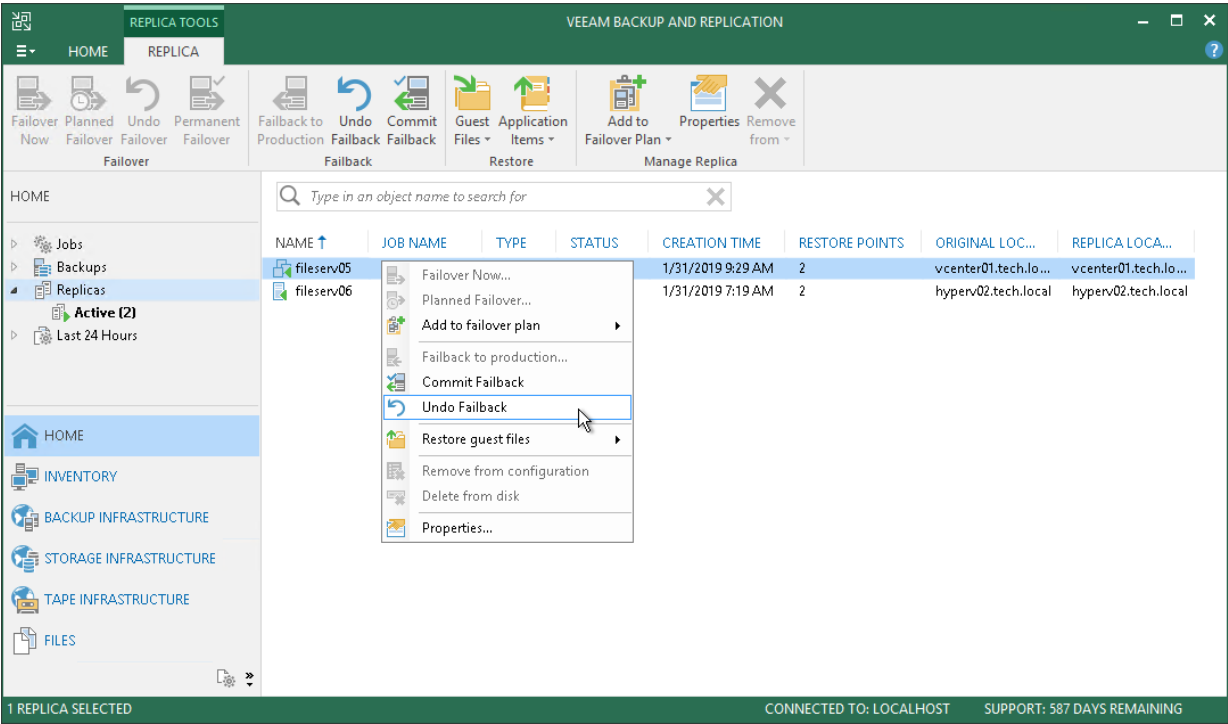 REPLICA TOOLS
VEEAM BACKUP AND REPLICATION
HOME REPLICA
?
Failover Planned Undo Permanent Failback to Undo Commit Guest Application Add to Properties Remove
Now Failover Failover Failover Production Failback Failback Files Items Failover Plan from
Failover Failback Restore Manage Replica
HOME
Type in an object name to search for
NAME JOB NAME TYPE STATUS CREATION TIME RESTORE POINTS ORIGINAL LOC... REPLICA LOCA...
fileserv05 1/31/2019 9:29 AM 2 vcenter01.tech.lo... vcenter01.tech.lo...
fileserv06 1/31/2019 7:19 AM 2 hyperv02.tech.local hyperv02.tech.local
Jobs
Backups
Replicas
Active (2)
Last 24 Hours
Failover Now...
Planned Failover...
Add to failover plan
Failback to production...
Commit Failback
Undo Failback
Restore guest files
Remove from configuration
Delete from disk
Properties...
HOME
INVENTORY
BACKUP INFRASTRUCTURE
STORAGE INFRASTRUCTURE
TAPE INFRASTRUCTURE
FILES
1 REPLICA SELECTED
CONNECTED TO: LOCALHOST
SUPPORT: 587 DAYS REMAINING